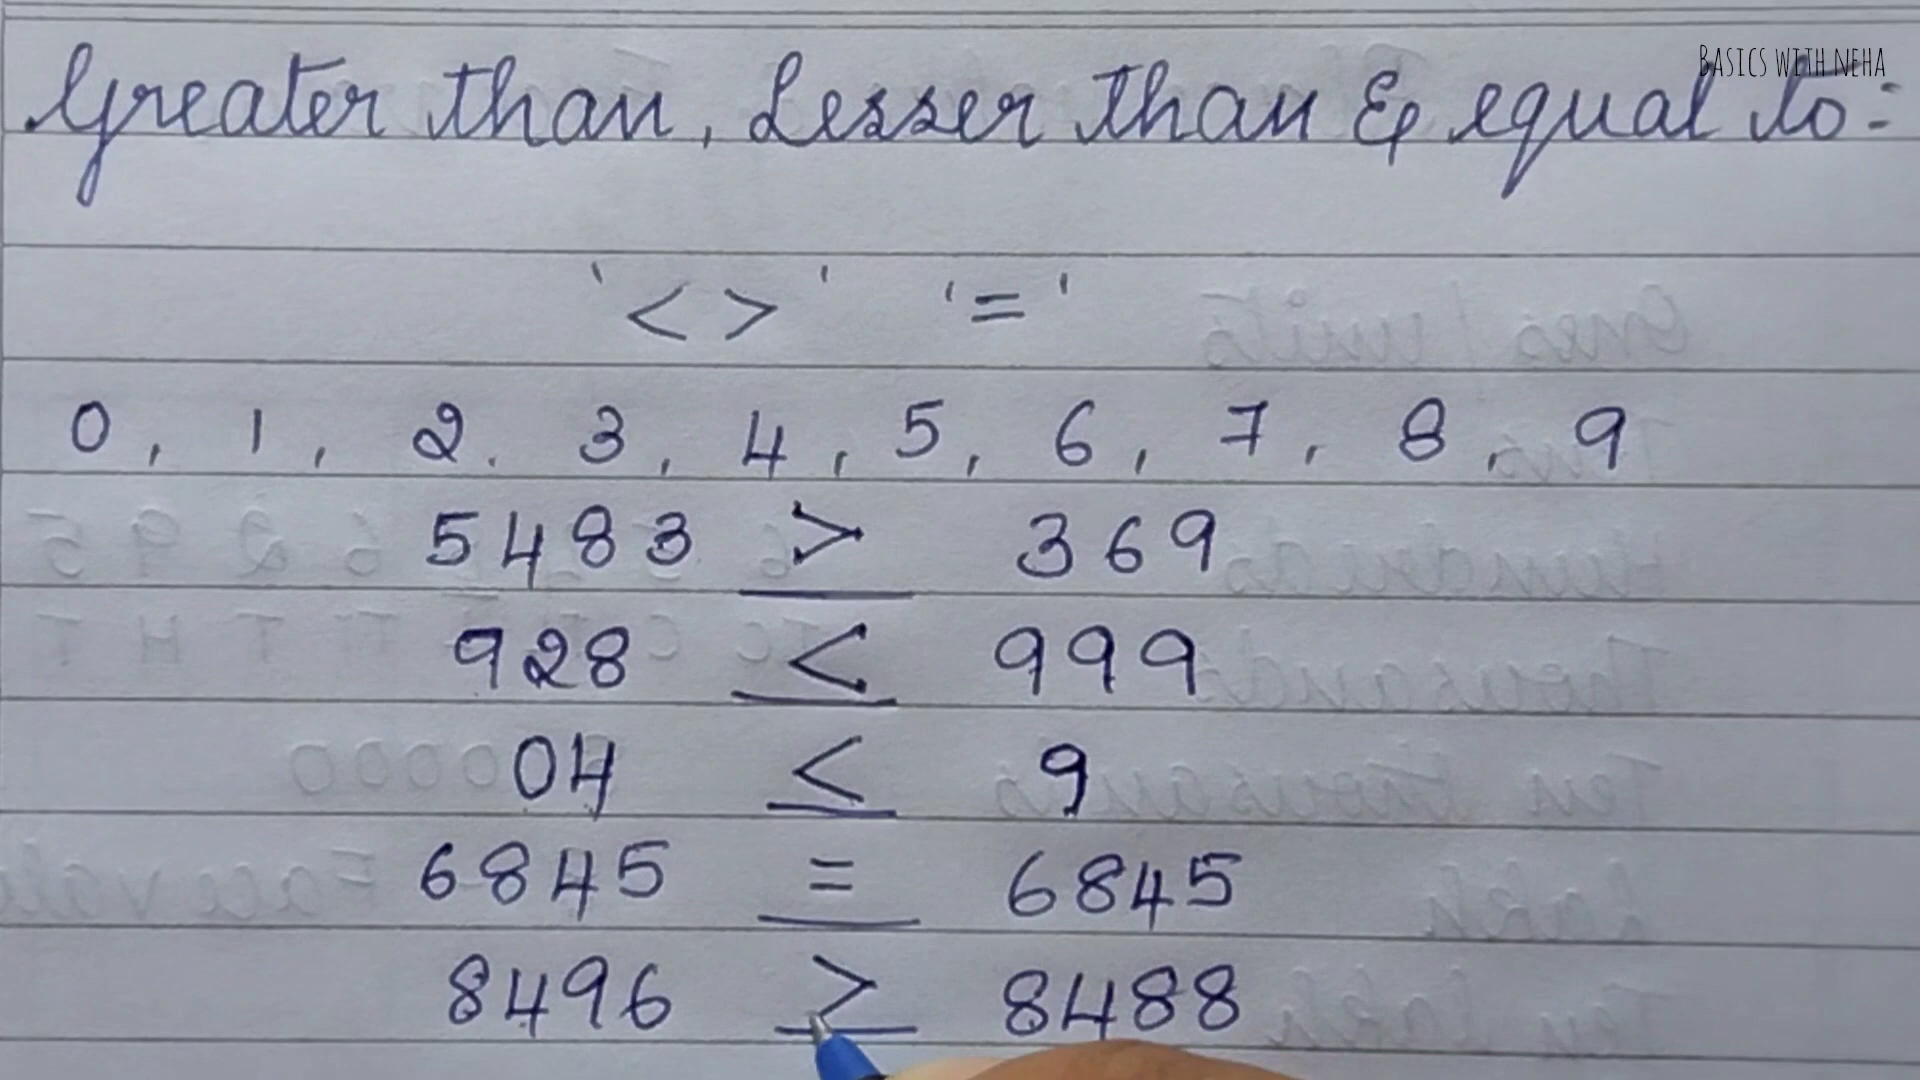 BASICS WITH NEHA
Greater than, Lesser than & equal to:
'< >' '='
0, 1, 2. 3, 4, 5, 6, 7, 8, 9
5483 > 369
928 < 999
04 < 9
6845 = 6845
8496 > 8488